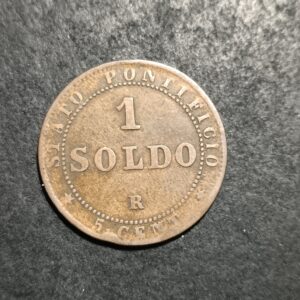 STATO PONTIFICIO
1
SOLDO
R
5 CENT